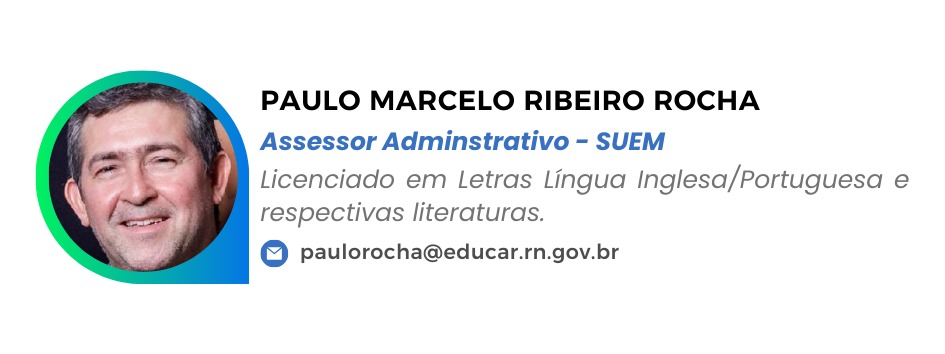 PAULO MARCELO RIBEIRO ROCHA
Assessor Adminstrativo - SUEM
Licenciado em Letras Língua Inglesa/Portuguesa e
respectivas literaturas.
paulorocha@educar.rn.gov.br